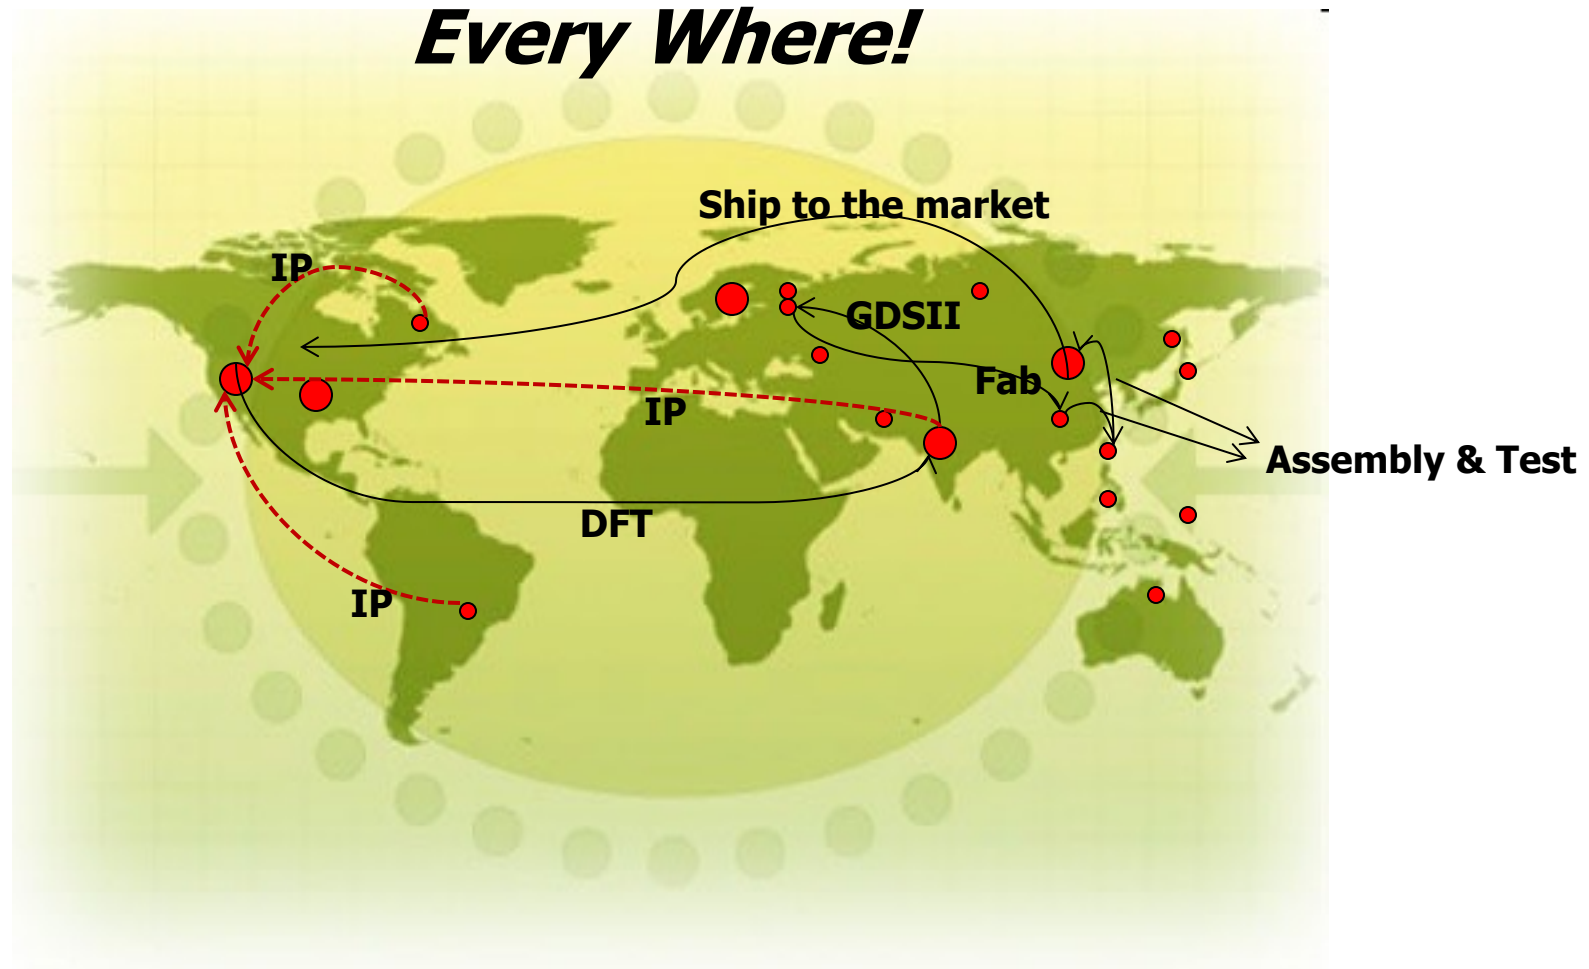 Every Where!
Ship to the market
IP
GDSII
Fab
IP
Assembly & Test
DFT
IP